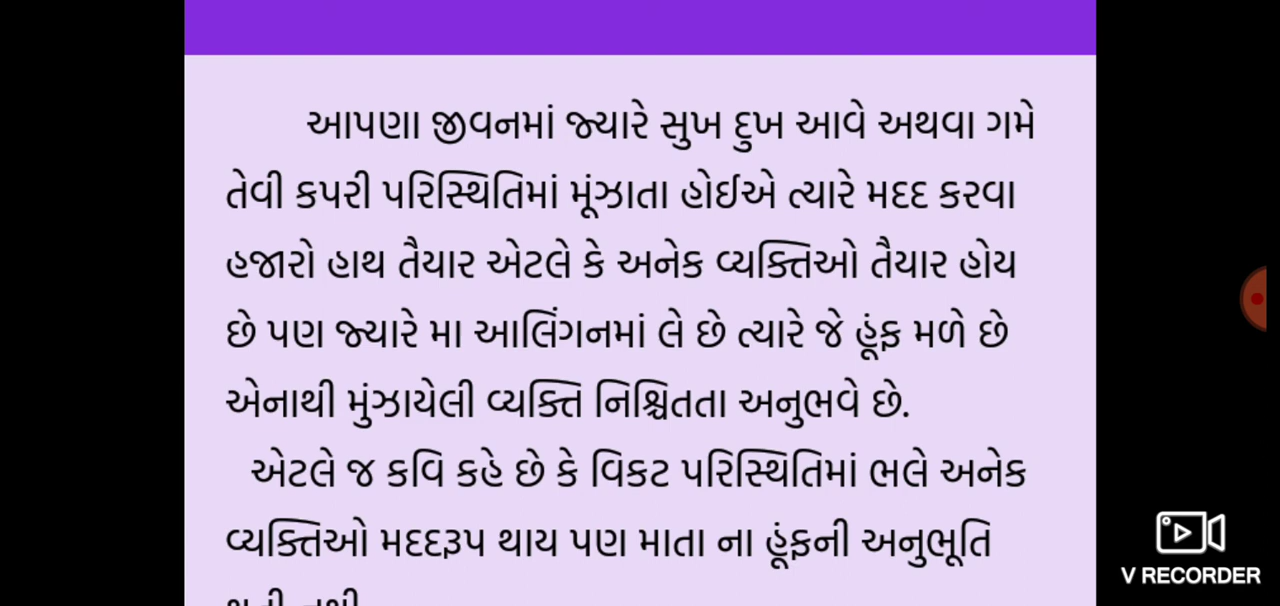 આપણા જીવનમાં જ્યારે સુખ દુખ આવે અથવા ગમે
તેવી કપરી પરિસ્થિતિમાં મૂંઝાતા હોઈએ ત્યારે મદદ કરવા
હજારો હાથ તૈયાર એટલે કે અનેક વ્યક્તિઓ તૈયાર હોય
છે પણ જ્યારે મા આલિંગનમાં લે છે ત્યારે જે હૂંફ મળે છે
એનાથી મુંઝાયેલી વ્યક્તિ નિશ્ચિતતા અનુભવે છે.
એટલે જ કવિ કહે છે કે વિકટ પરિસ્થિતિમાં ભલે અનેક
વ્યક્તિઓ મદદરૂપ થાય પણ માતા ના હૂંફની અનુભૂતિ
V RECORDER